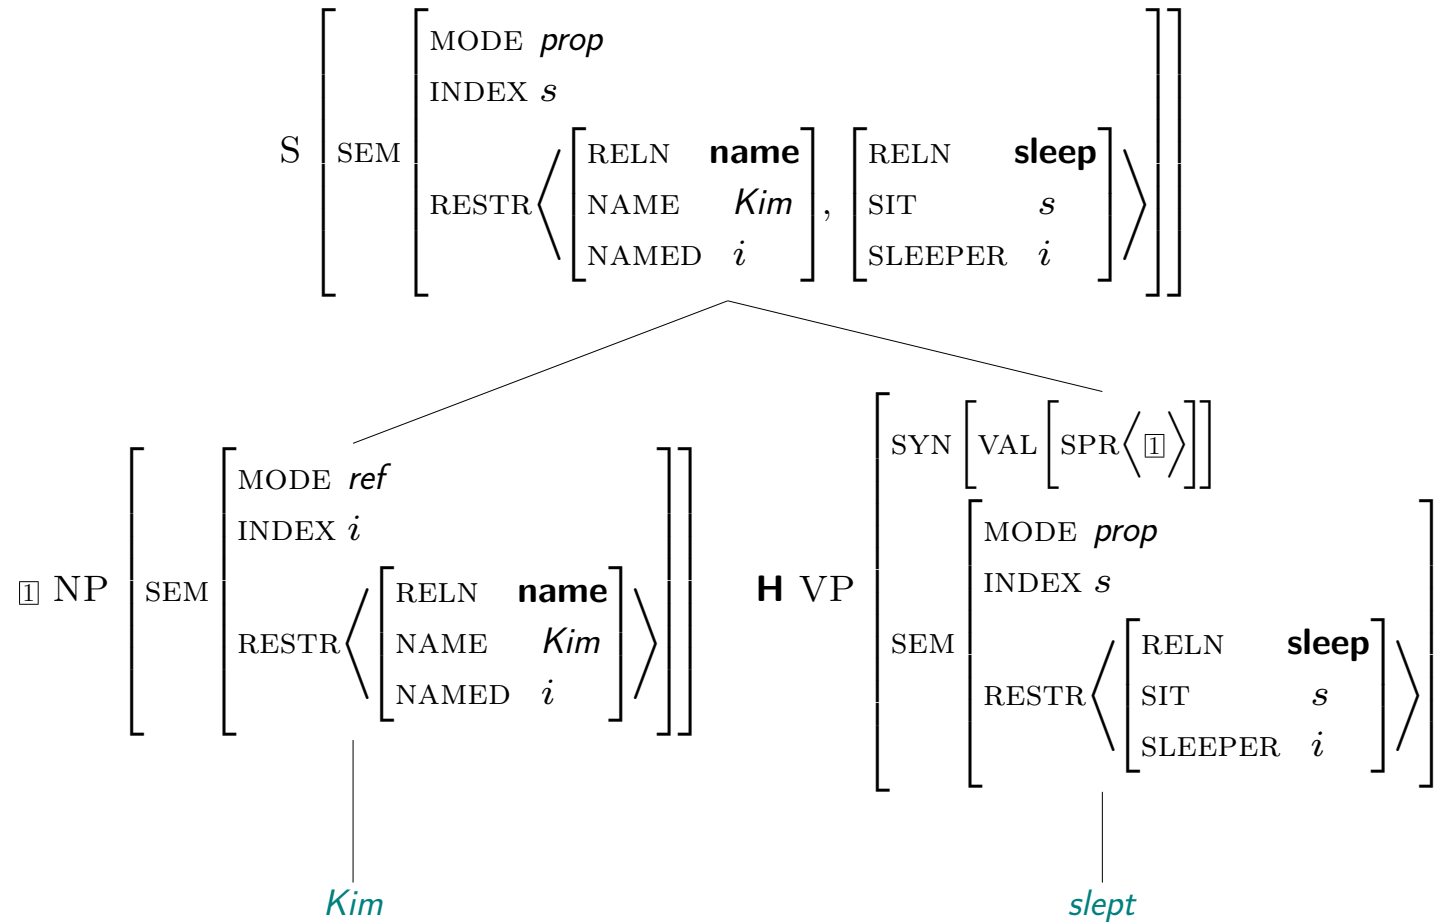 MODE prop
INDEX s
S SEM RESTR ⟨ RELN name , RELN sleep ⟩
NAME Kim SIT s
NAMED i SLEEPER i
SYN VAL SPR ⟨ 1 ⟩
MODE ref
INDEX i
1 NP SEM RESTR ⟨ RELN name ⟩
NAME Kim
NAMED i
H VP
MODE prop
INDEX s
SEM RESTR ⟨ RELN sleep ⟩
SIT s
SLEEPER i
Kim slept